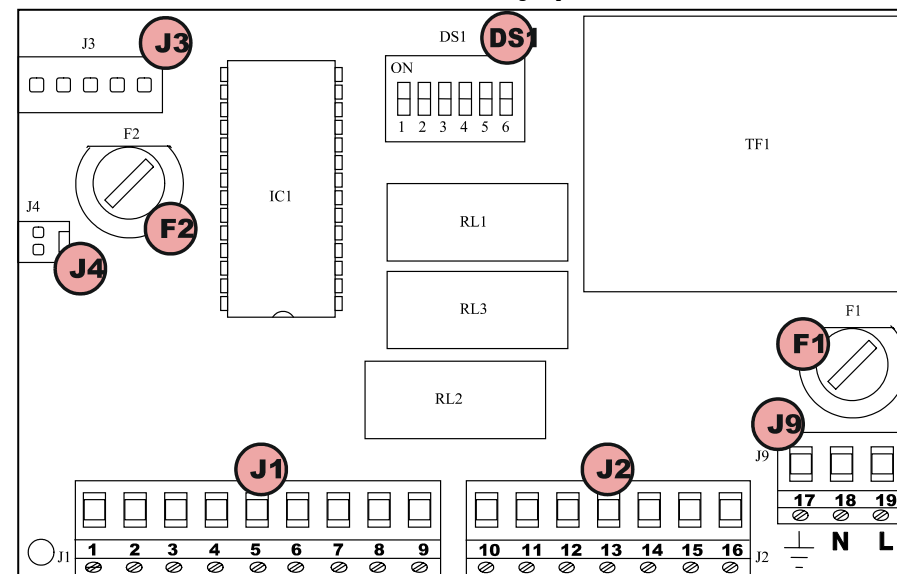 J3
J3
DS1
DS1
ON
1 2 3 4 5 6
TF1
F2
F2
IC1
J4
J4
RL1
RL3
RL2
F1
F1
J9
J9
17 18 19
N L
J1
J1
1 2 3 4 5 6 7 8 9
J2
J2
10 11 12 13 14 15 16